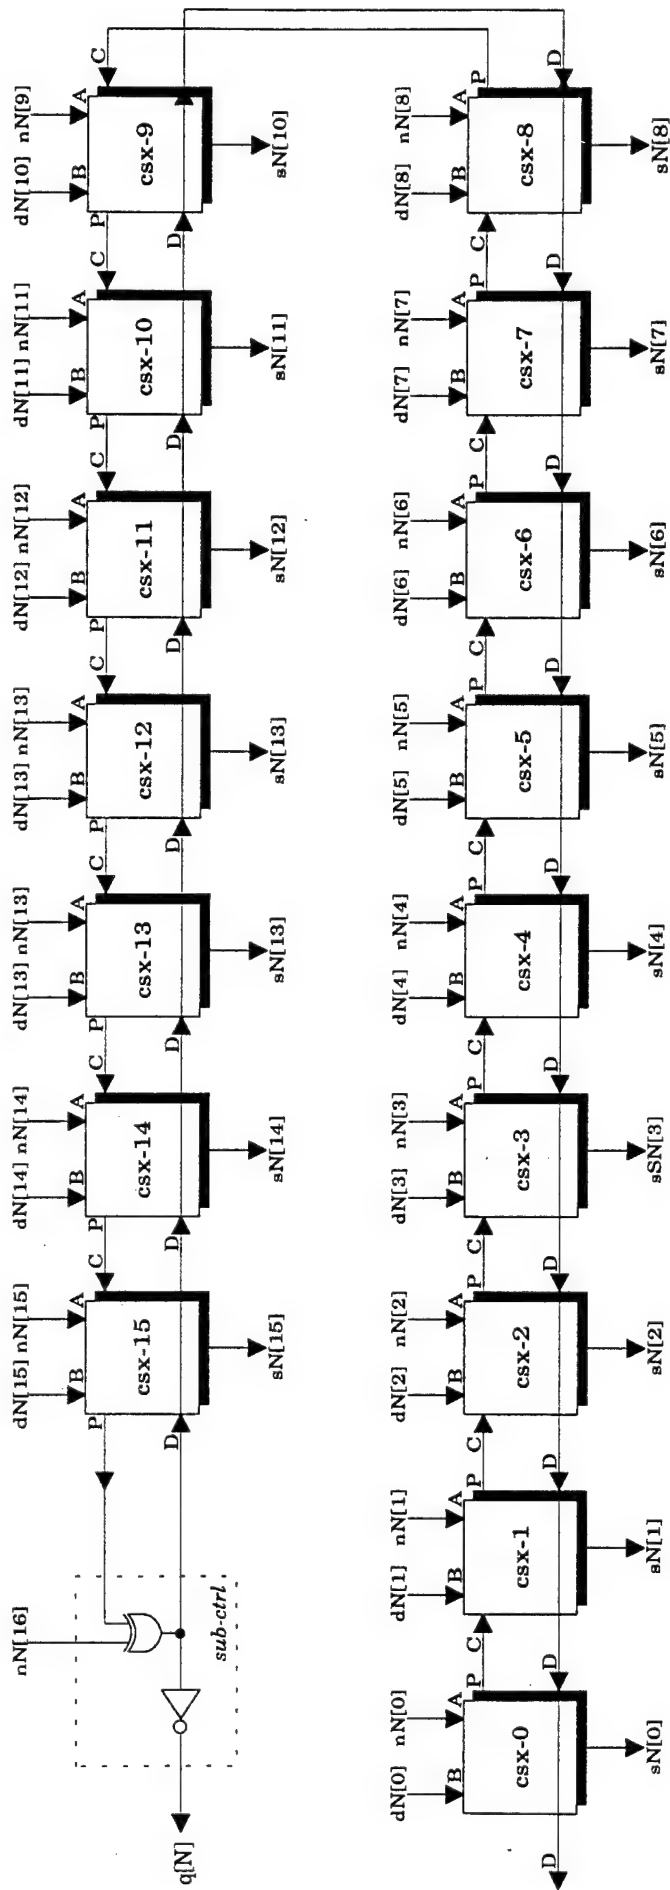 nN[16]
sub-ctrl
q[N]
dN[15] nN[15]
B A
P C
csx-15
D
sN[15]
dN[14] nN[14]
B A
P C
csx-14
D
sN[14]
dN[13] nN[13]
B A
P C
csx-13
D
sN[13]
dN[13] nN[13]
B A
P C
csx-12
D
sN[13]
dN[12] nN[12]
B A
P C
csx-11
D
sN[12]
dN[11] nN[11]
B A
P C
csx-10
D
sN[11]
dN[10] nN[9]
B A
P C
csx-9
D
sN[10]
dN[0] nN[0]
B A
P
csx-0
D D
sN[0]
dN[1] nN[1]
B A
C P
csx-1
D
sN[1]
dN[2] nN[2]
B A
C P
csx-2
D
sN[2]
dN[3] nN[3]
B A
C P
csx-3
D
sSN[3]
dN[4] nN[4]
B A
C P
csx-4
D
sN[4]
dN[5] nN[5]
B A
C P
csx-5
D
sN[5]
dN[6] nN[6]
B A
C P
csx-6
D
sN[6]
dN[7] nN[7]
B A
C P
csx-7
D
sN[7]
dN[8] nN[8]
B A
C P
csx-8
D
sN[8]